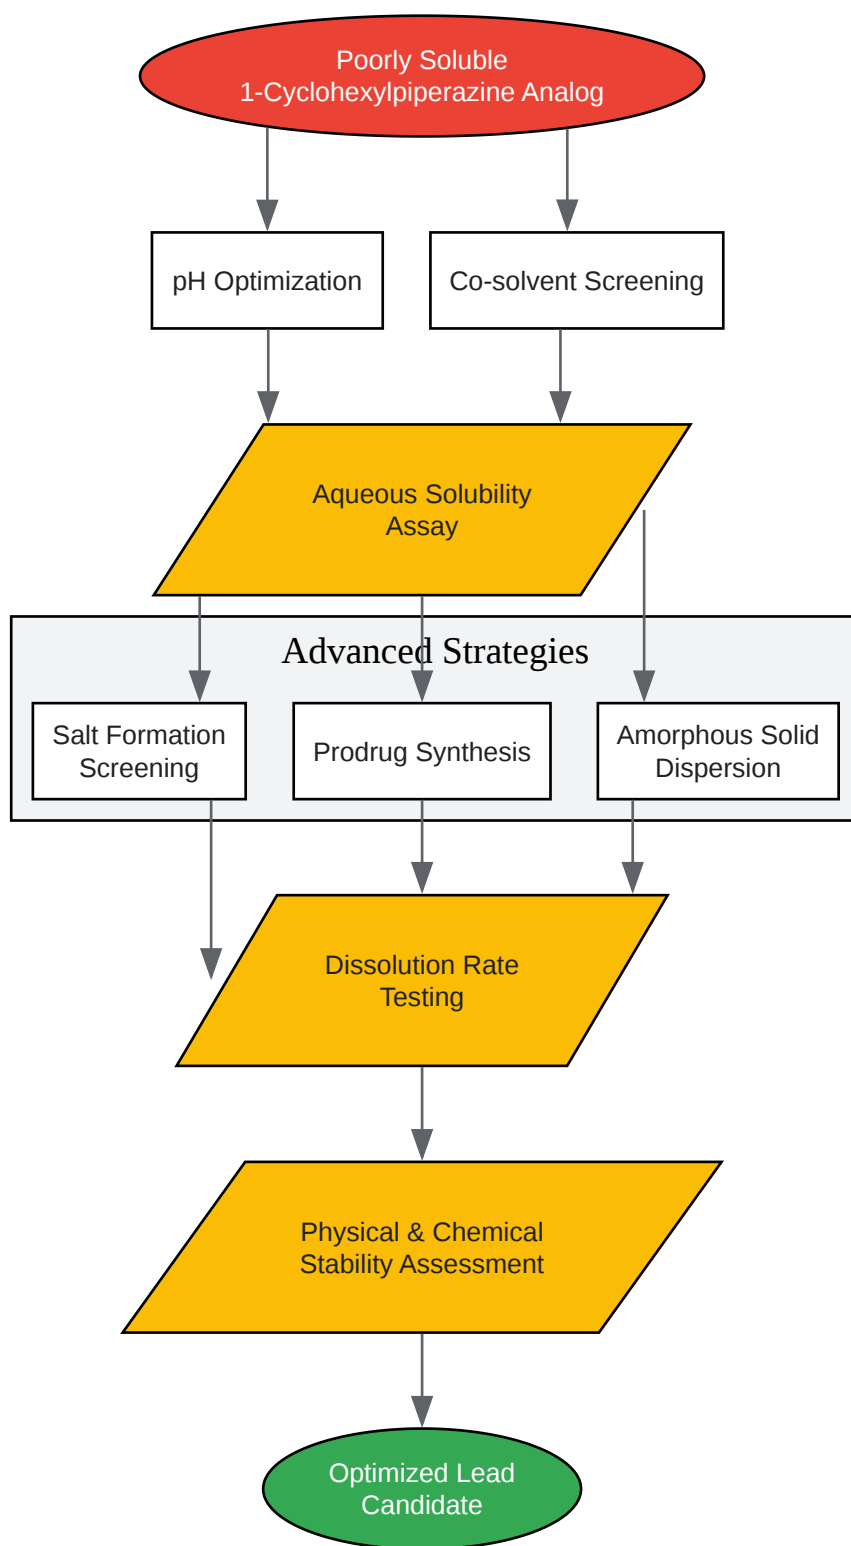 Poorly Soluble
1-Cyclohexylpiperazine Analog
pH Optimization
Co-solvent Screening
Aqueous Solubility
Assay
Advanced Strategies
Salt Formation
Screening
Prodrug Synthesis
Amorphous Solid
Dispersion
Dissolution Rate
Testing
Physical & Chemical
Stability Assessment
Optimized Lead
Candidate